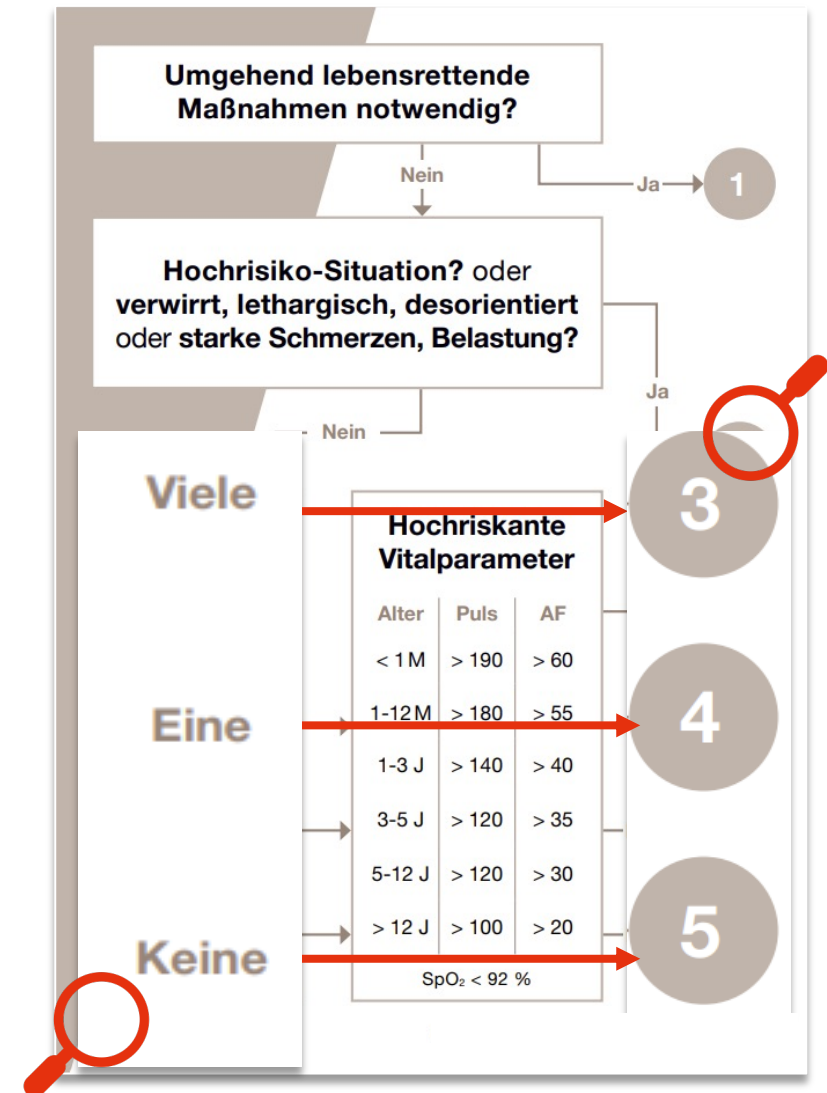 Umgehend lebensrettende
Maßnahmen notwendig?
Nein
Ja
1
Hochrisiko-Situation? oder
verwirrt, lethargisch, desorientiert
oder starke Schmerzen, Belastung?
Ja
Nein
Viele
3
Hochriskante
Vitalparameter
Alter Puls AF
< 1 M > 190 > 60
Eine
1-12 M > 180 > 55
4
1-3 J > 140 > 40
3-5 J > 120 > 35
5-12 J > 120 > 30
> 12 J > 100 > 20
Keine
5
SpO₂ < 92 %